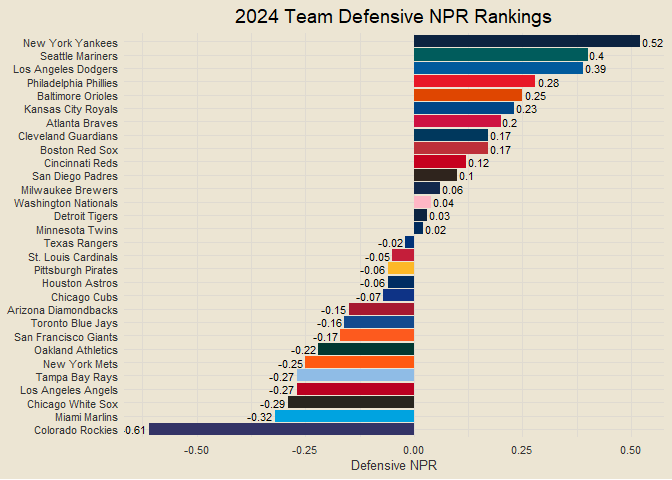 2024 Team Defensive NPR Rankings
New York Yankees 0.52
Seattle Mariners 0.4
Los Angeles Dodgers 0.39
Philadelphia Phillies 0.28
Baltimore Orioles 0.25
Kansas City Royals 0.23
Atlanta Braves 0.2
Cleveland Guardians 0.17
Boston Red Sox 0.17
Cincinnati Reds 0.12
San Diego Padres 0.1
Milwaukee Brewers 0.06
Washington Nationals 0.04
Detroit Tigers 0.03
Minnesota Twins 0.02
Texas Rangers -0.02
St. Louis Cardinals -0.05
Pittsburgh Pirates -0.06
Houston Astros -0.06
Chicago Cubs -0.07
Arizona Diamondbacks -0.15
Toronto Blue Jays -0.16
San Francisco Giants -0.17
Oakland Athletics -0.22
New York Mets -0.25
Tampa Bay Rays -0.27
Los Angeles Angels -0.27
Chicago White Sox -0.29
Miami Marlins -0.32
Colorado Rockies 0.61
-0.50 -0.25 0.00 0.25 0.50
Defensive NPR